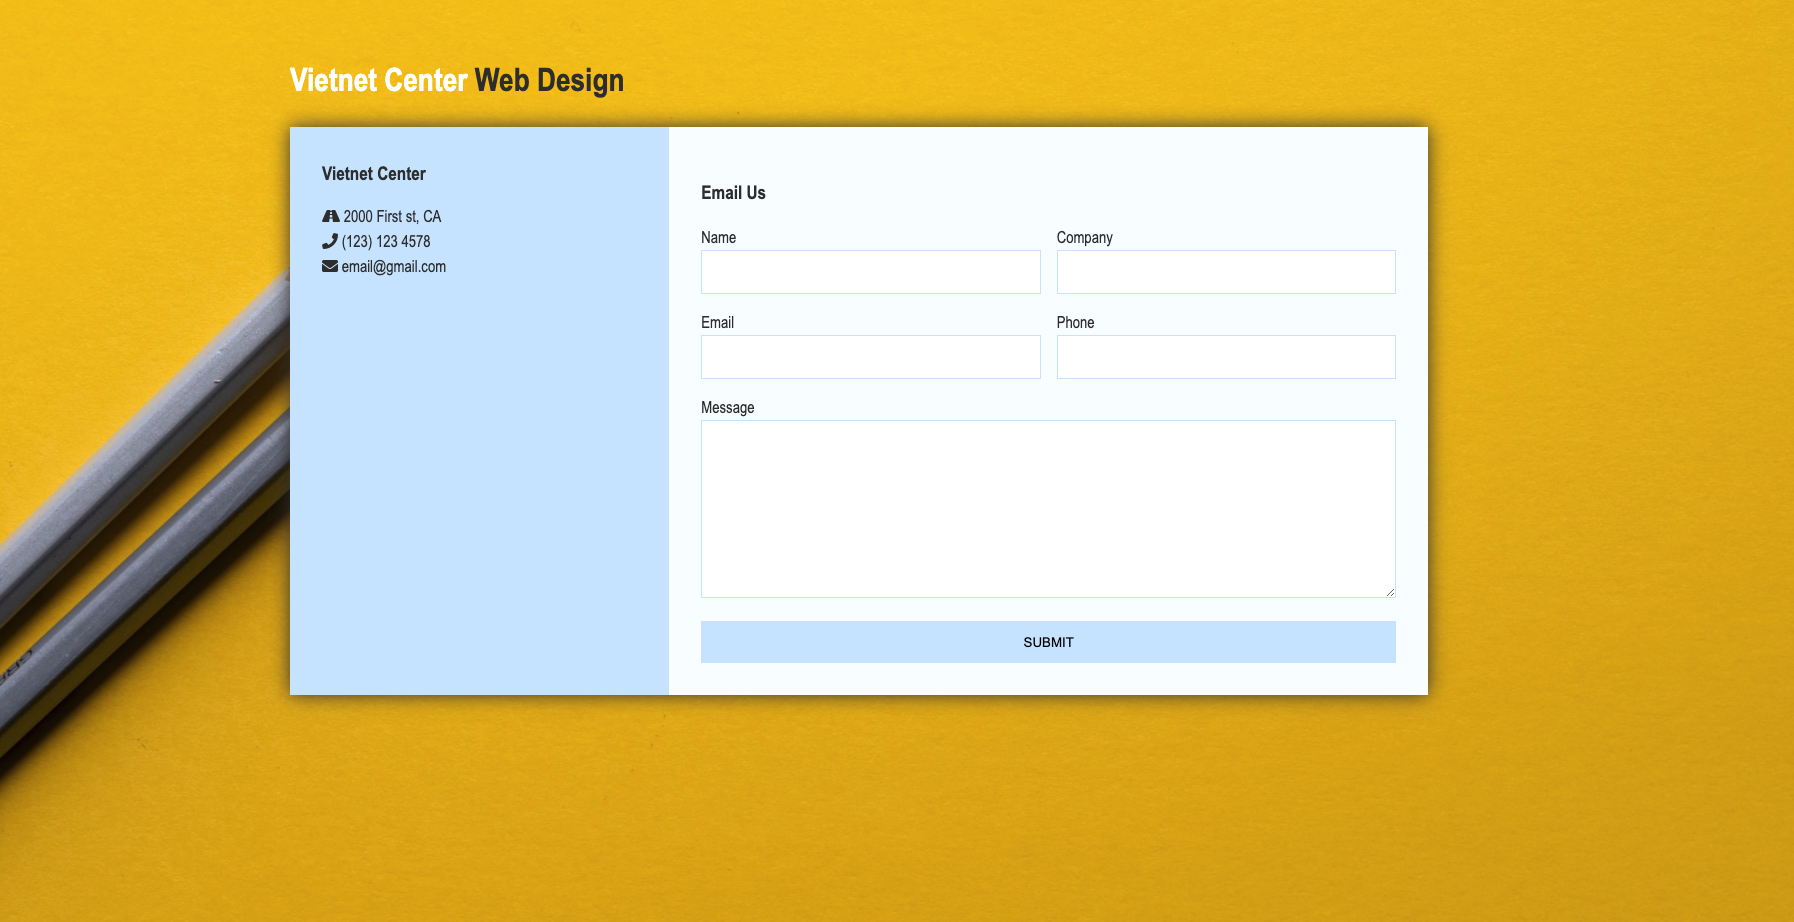 Vietnet Center Web Design
Vietnet Center
2000 First st, CA
(123) 123 4578
email@gmail.com
Email Us
Name
Company
Email
Phone
Message
SUBMIT